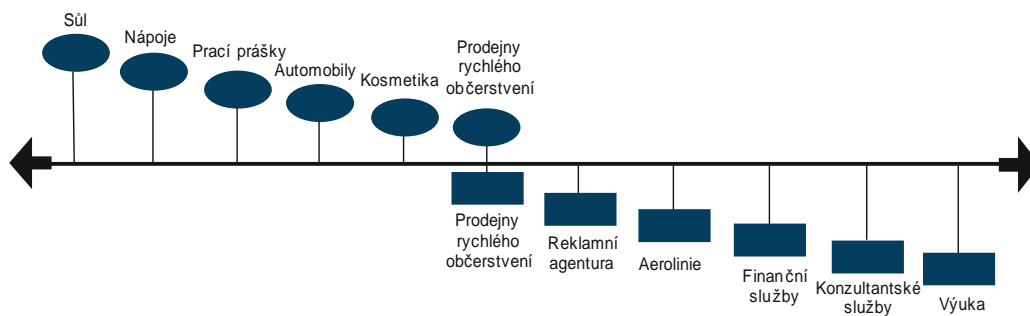 Sůl
Nápoje
Prací prášky
Automobily
Kosmetika
Prodejny
rychlého
občerstvení
Prodejny
rychlého
občerstvení
Reklamní
agentura
Aerolinie
Finanční
služby
Konzultantské
služby
Výuka